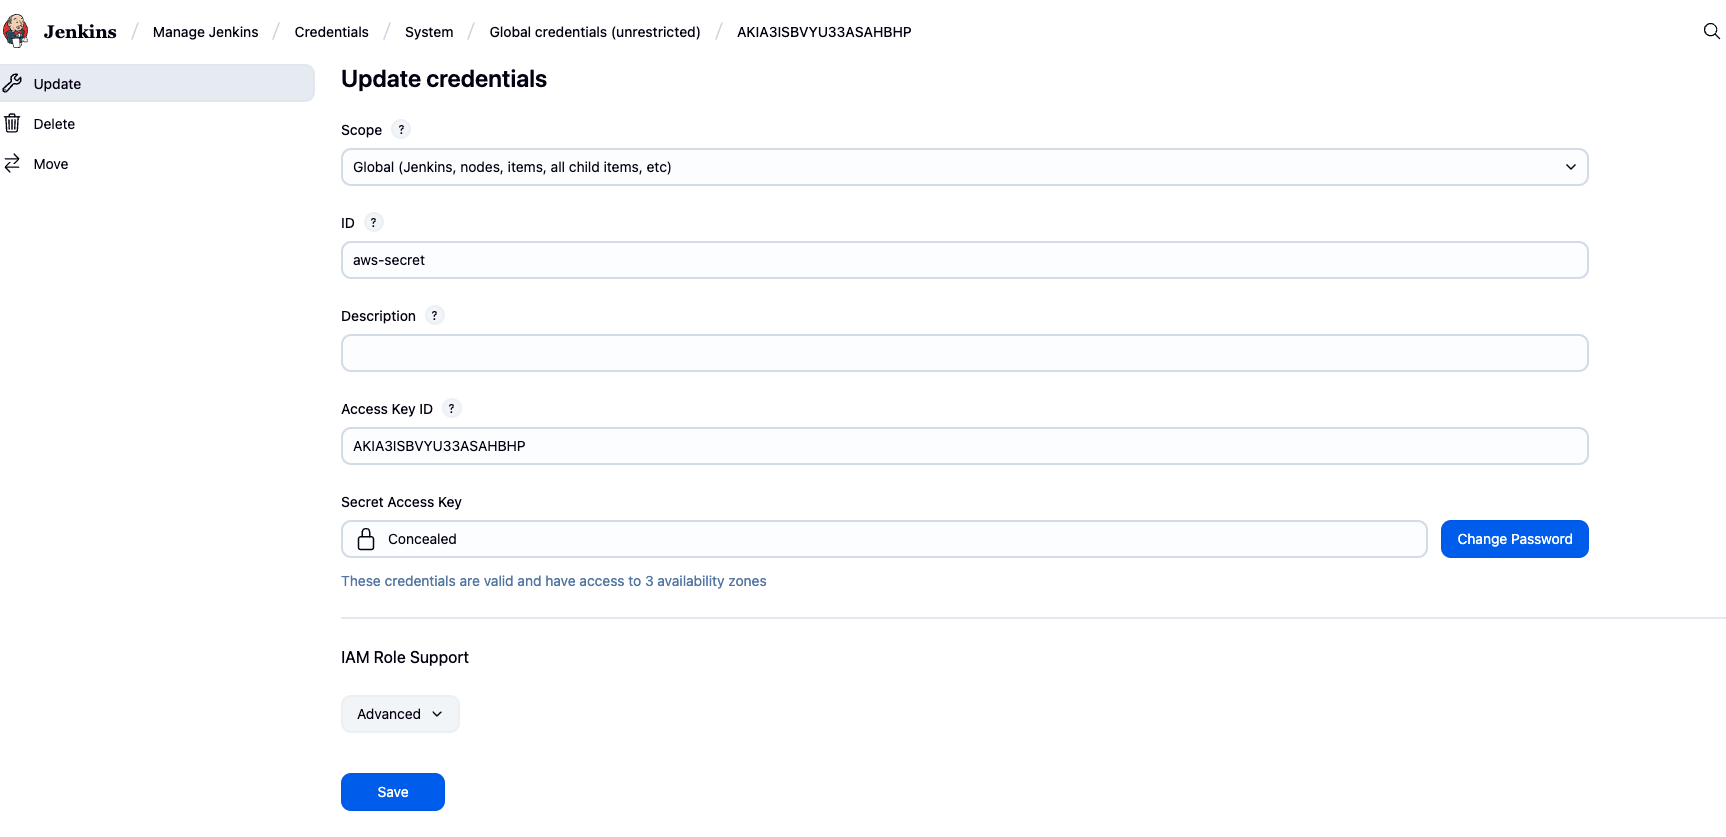 Jenkins / Manage Jenkins / Credentials / System / Global credentials (unrestricted) / AKIA3ISBVYU33ASAHBHP
Update
Delete
Move
Update credentials
Scope ?
Global (Jenkins, nodes, items, all child items, etc)
ID ?
aws-secret
Description ?
Access Key ID ?
AKIA3ISBVYU33ASAHBHP
Secret Access Key
Concealed
Change Password
These credentials are valid and have access to 3 availability zones
IAM Role Support
Advanced
Save